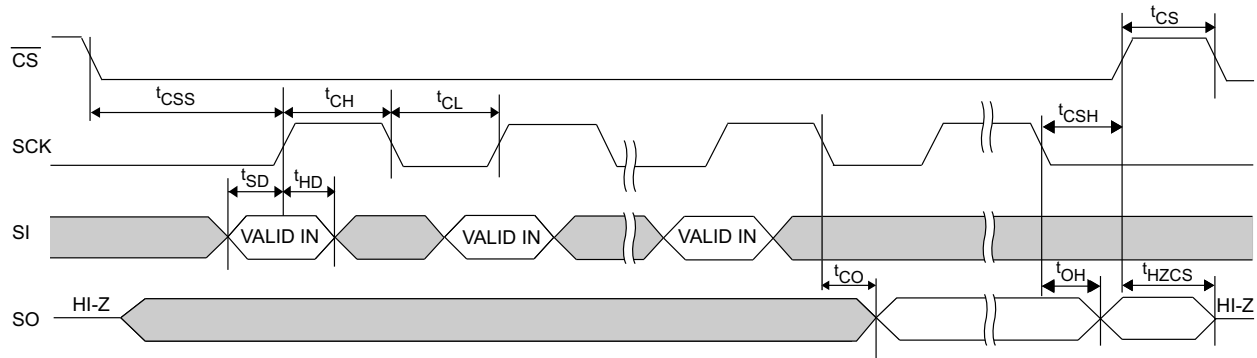 tCS
CS
tCSS
tCH
tCL
tCSH
SCK
tSD
tHD
SI
VALID IN
VALID IN
VALID IN
tCO
tOH
tHZCS
SO
HI-Z
HI-Z